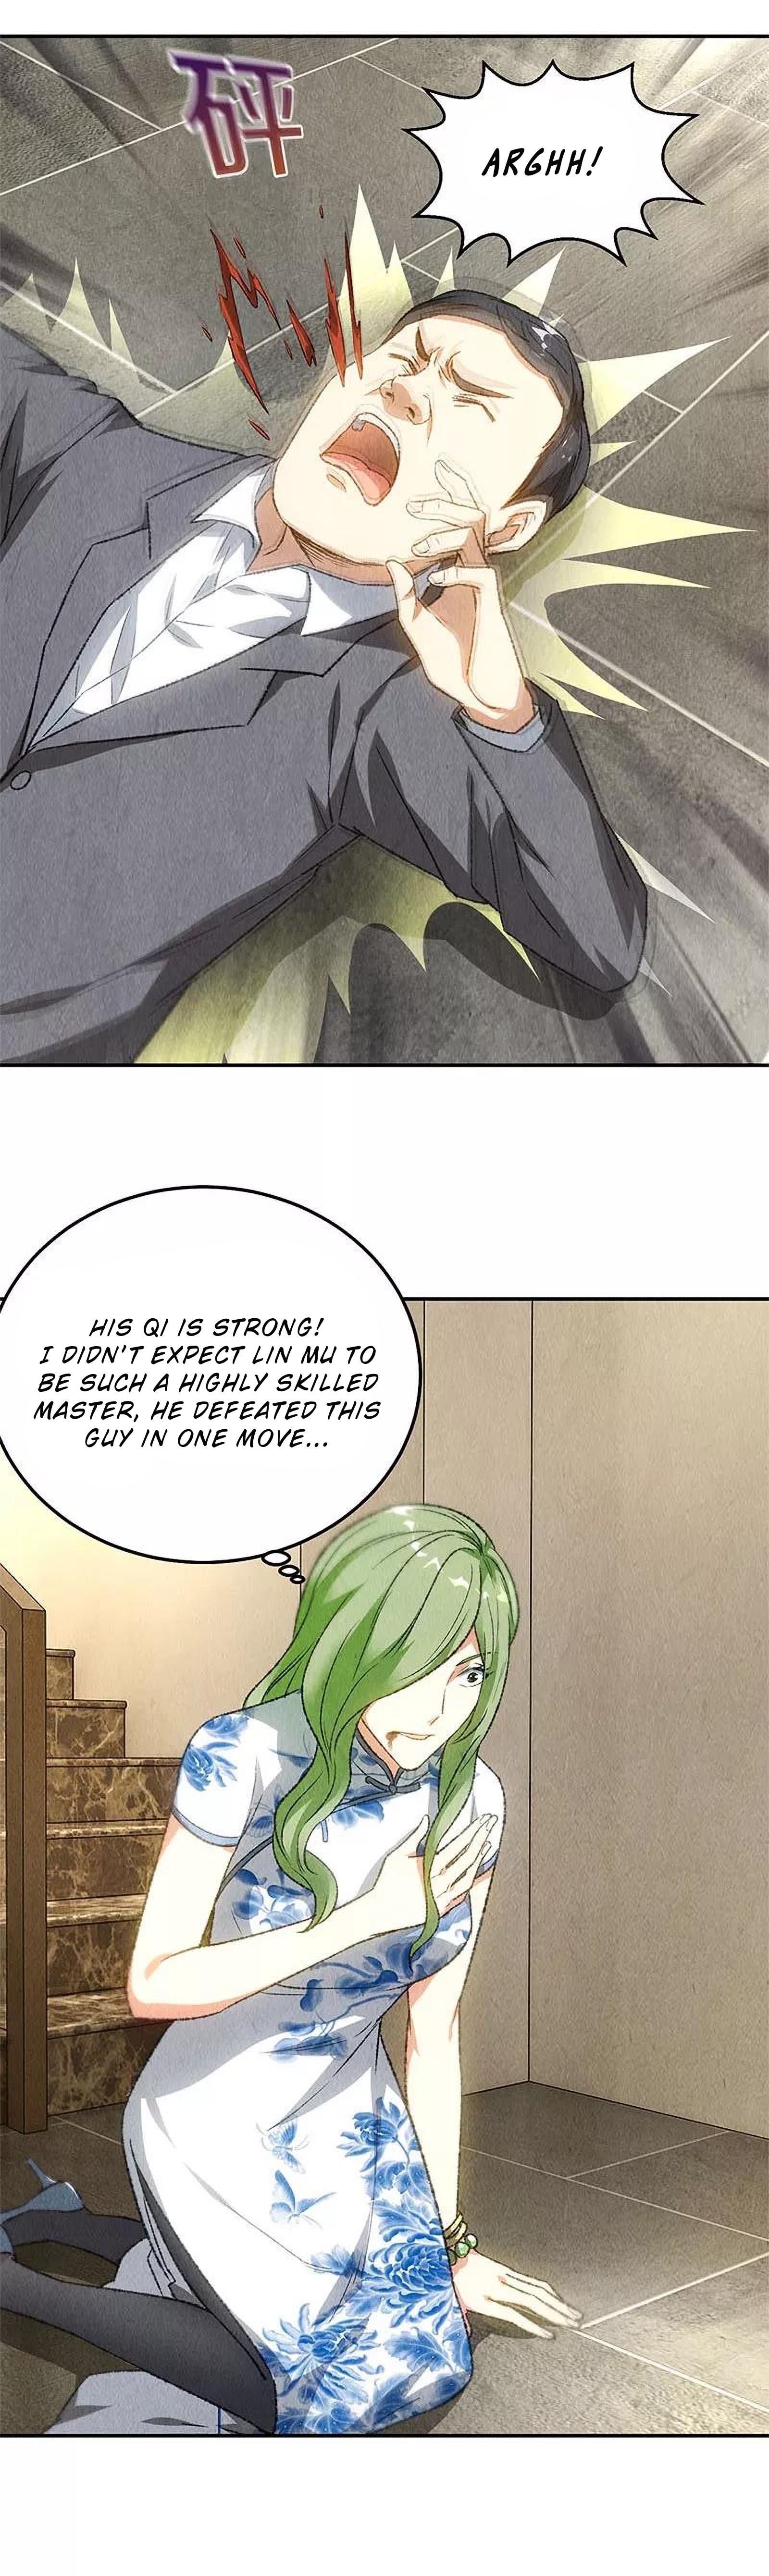 砰
ARGHH!
HIS QI IS STRONG!
I DIDN'T EXPECT LIN MU TO
BE SUCH A HIGHLY SKILLED
MASTER, HE DEFEATED THIS
GUY IN ONE MOVE...